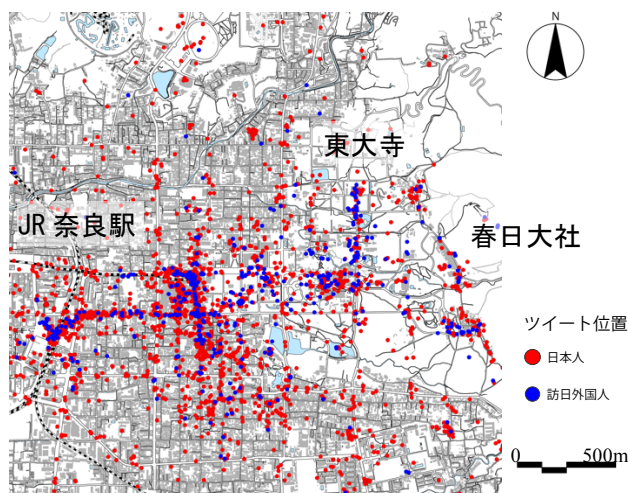 N
東大寺
JR 奈良駅
春日大社
ツイート位置
日本人
訪日外国人
0 500m